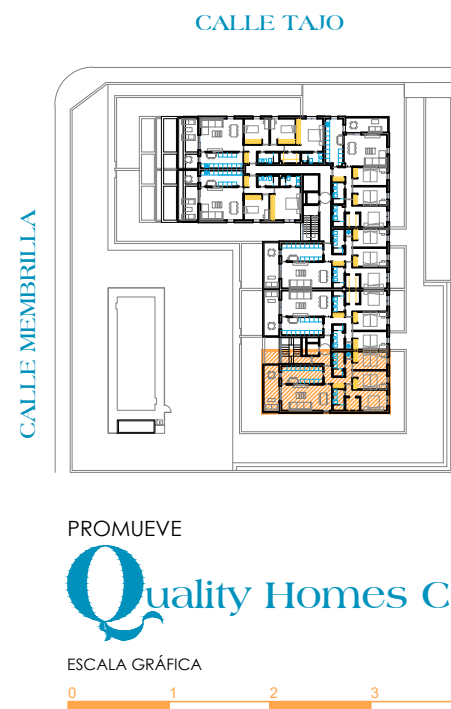 CALLE TAJO
CALLE MEMBRILLA
PROMUEVE
Quality Homes C
ESCALA GRÁFICA
0 1 2 3